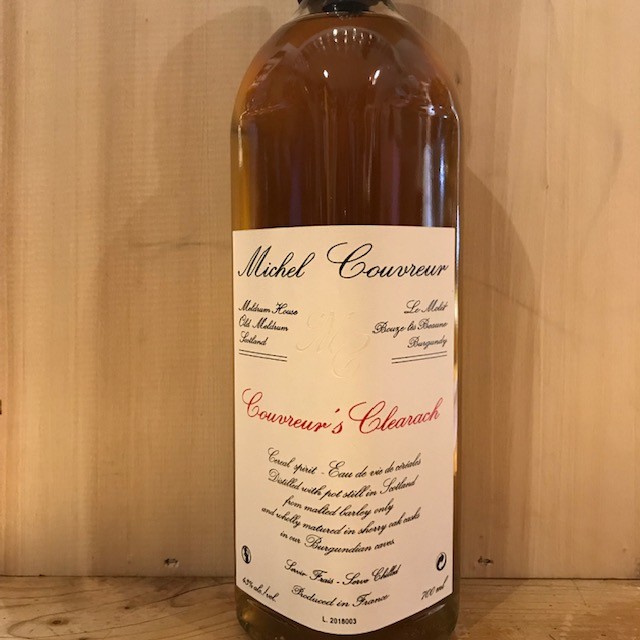 Michel Couvreur
Meldrum House
Old Meldrum
Scotland
Le Molet
Bouze lès Beaune
Burgundy
Couvreur's Clearach
Cereal spirit - Eau de vie de céréales
Distilled with pot still in Scotland
from malted barley only
and wholly matured in sherry oak casks
in our Burgundian caves.
Servir Frais - Serve Chilled
43% alc/vol.
Produced in France
700 ml
L. 2018003